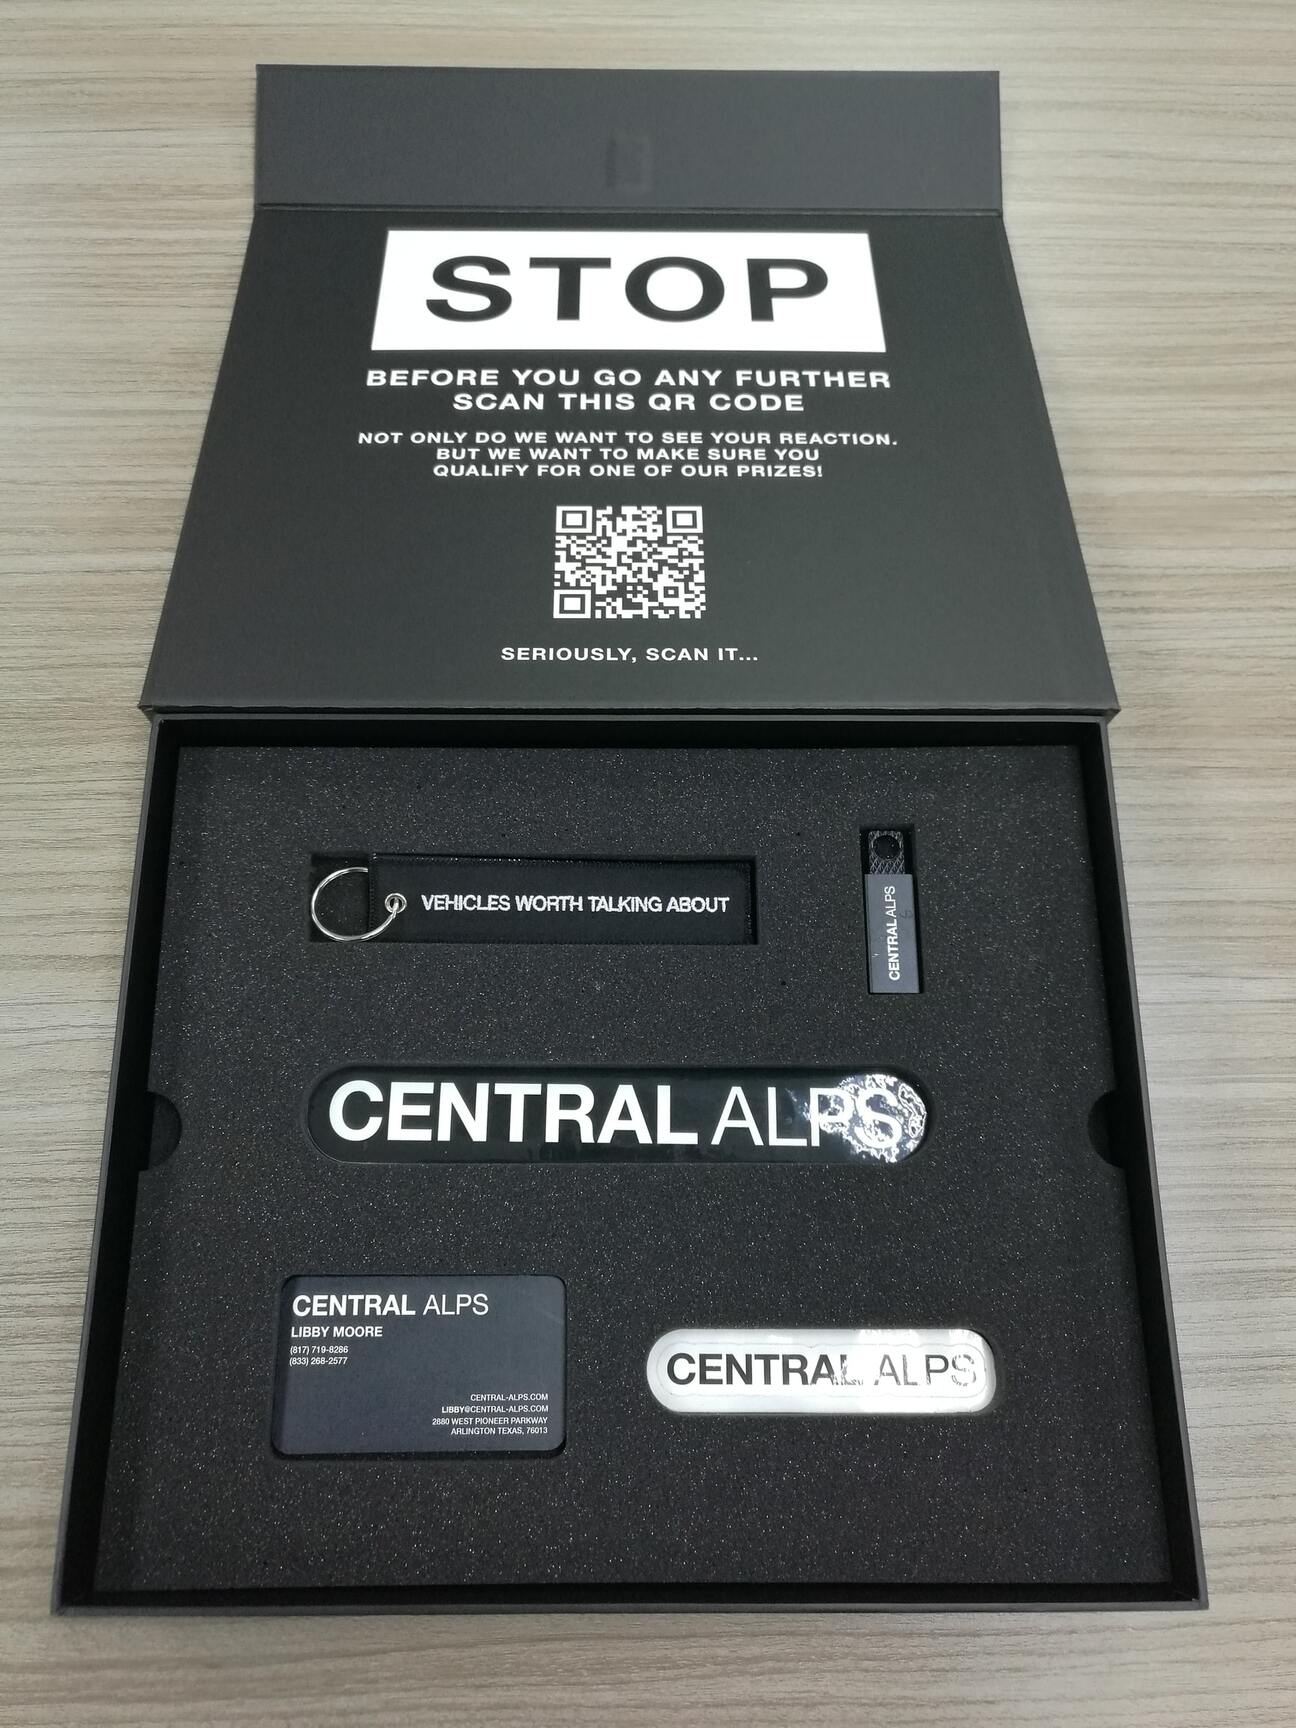 STOP
BEFORE YOU GO ANY FURTHER
SCAN THIS QR CODE
NOT ONLY DO WE WANT TO SEE YOUR REACTION.
BUT WE WANT TO MAKE SURE YOU
QUALIFY FOR ONE OF OUR PRIZES!
SERIOUSLY, SCAN IT...
VEHICLES WORTH TALKING ABOUT
CENTRAL ALPS
CENTRAL ALPS
CENTRAL ALPS
LIBBY MOORE
(817) 719-8286
(833) 268-2577
CENTRAL-ALPS.COM
LIBBY@CENTRAL-ALPS.COM
2880 WEST PIONEER PARKWAY
ARLINGTON TEXAS, 76013
CENTRAL ALPS